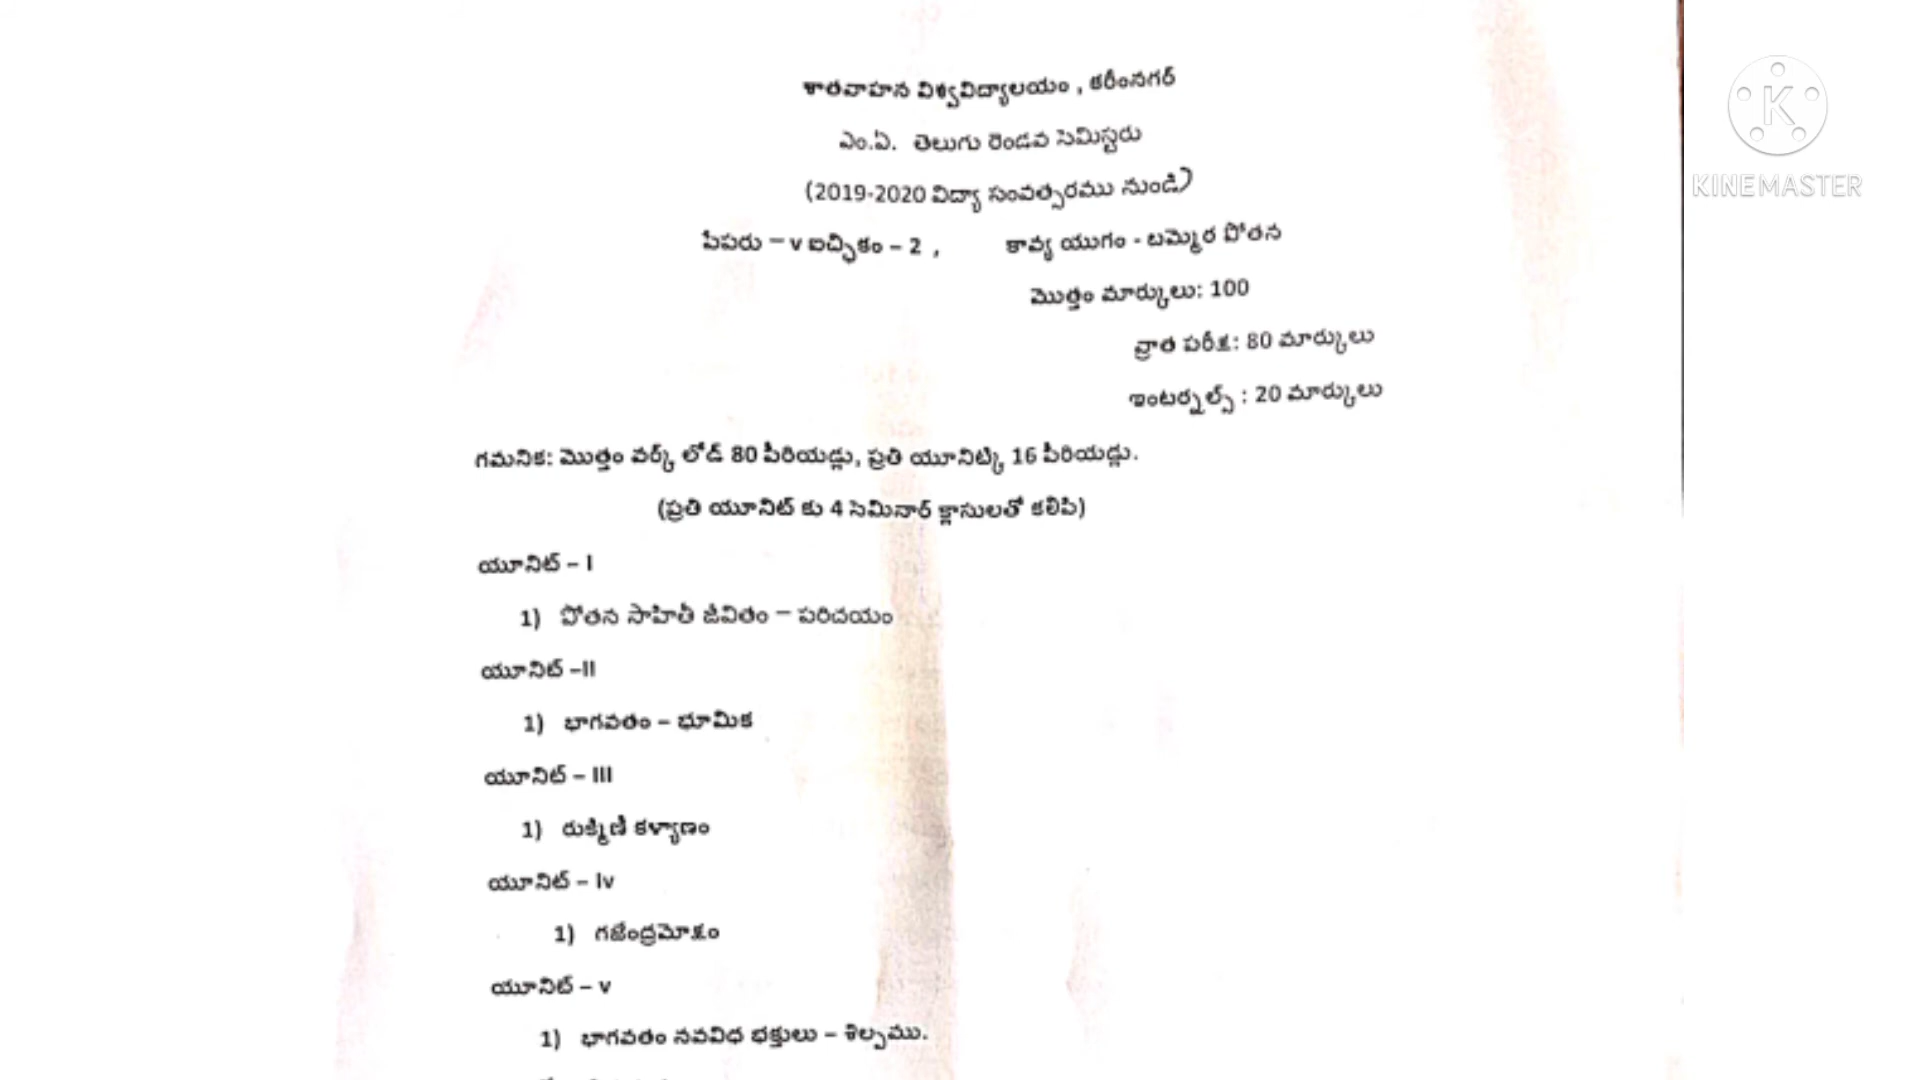 శాతవాహన విశ్వవిద్యాలయం , కరీంనగర్
ఎం.ఏ. తెలుగు రెండవ సెమిస్టరు
(2019-2020 విద్యా సంవత్సరము నుండి)
పేపరు – v ఐచ్ఛికం – 2 , కావ్య యుగం - బమ్మెర పోతన
మొత్తం మార్కులు: 100
వ్రాత పరీక్ష: 80 మార్కులు
ఇంటర్నల్స్ : 20 మార్కులు
గమనిక: మొత్తం వర్క్ లోడ్ 80 పీరియడ్లు, ప్రతి యూనిట్కి 16 పీరియడ్లు.
(ప్రతి యూనిట్ కు 4 సెమినార్ క్లాసులతో కలిపి)
యూనిట్ – I
1) పోతన సాహితీ జీవితం – పరిచయం
యూనిట్ –II
1) భాగవతం – భూమిక
యూనిట్ – III
1) రుక్మిణీ కళ్యాణం
యూనిట్ – Iv
1) గజేంద్రమోక్షం
యూనిట్ – v
1) భాగవతం నవవిధ భక్తులు – శిల్పము.
K
KINEMASTER